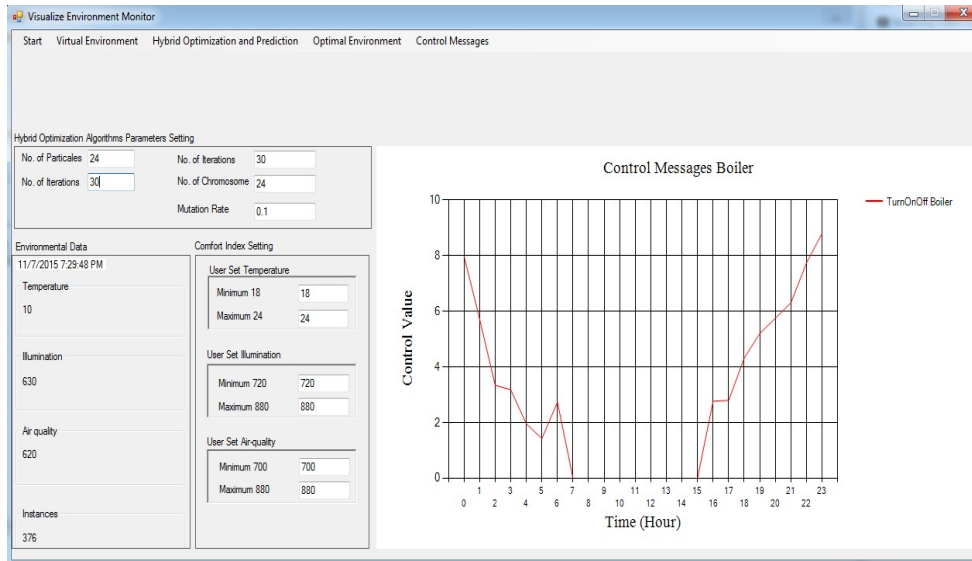 Visualize Environment Monitor
Start Virtual Environment Hybrid Optimization and Prediction Optimal Environment Control Messages
Hybrid Optimization Algorithms Parameters Setting
No. of Particales 24 No. of Iterations 30
No. of Iterations 30 No. of Chromosome 24
Mutation Rate 0.1
Environmental Data
11/7/2015 7:29:48 PM
Temperature
10
Illumination
630
Air quality
620
Instances
376
Comfort Index Setting
User Set Temperature
Minimum 18 18
Maximum 24 24
User Set Illumination
Minimum 720 720
Maximum 880 880
User Set Air-quality
Minimum 700 700
Maximum 880 880
Control Messages Boiler
TurnOnOff Boiler
Control Value
10
8
6
4
2
0
1 3 5 7 9 11 13 15 17 19 21 23
0 2 4 6 8 10 12 14 16 18 20 22
Time (Hour)